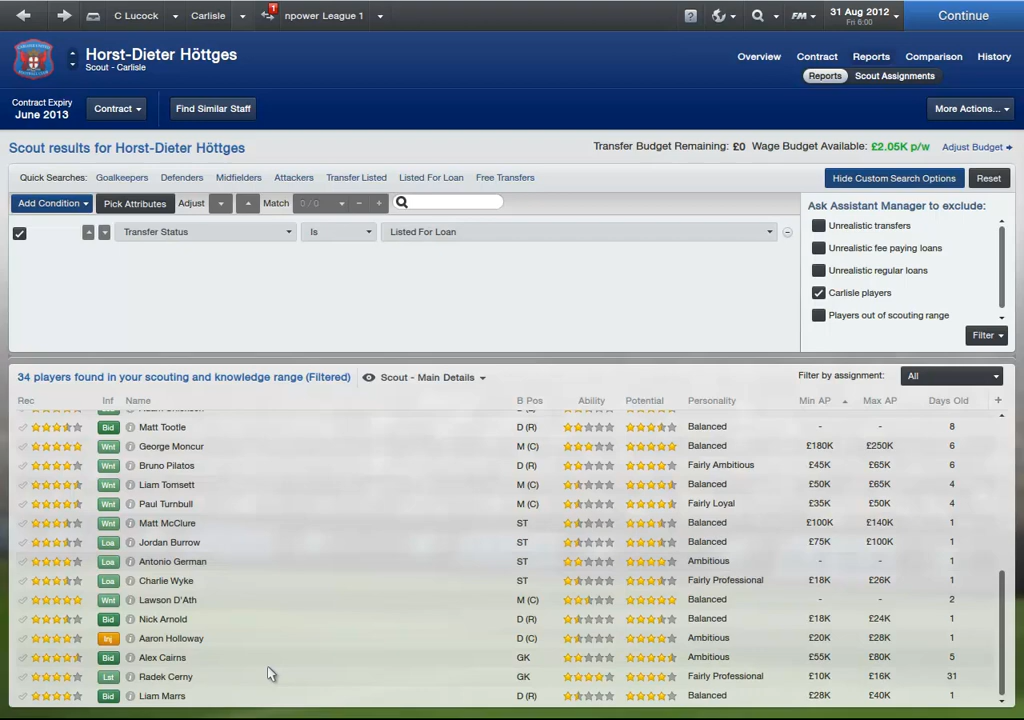 C Lucock Carlisle 1 npower League 1 ? FM 31 Aug 2012 Fri 6:00 Continue
Horst-Dieter Höttges
Scout - Carlisle
Overview Contract Reports Comparison History
Reports Scout Assignments
Contract Expiry
June 2013
Contract Find Similar Staff More Actions...
Scout results for Horst-Dieter Höttges
Transfer Budget Remaining: £0 Wage Budget Available: £2.05K p/w Adjust Budget
Quick Searches: Goalkeepers Defenders Midfielders Attackers Transfer Listed Listed For Loan Free Transfers Hide Custom Search Options Reset
Add Condition Pick Attributes Adjust Match 0 / 0 - +
Transfer Status Is Listed For Loan
Ask Assistant Manager to exclude:
Unrealistic transfers
Unrealistic fee paying loans
Unrealistic regular loans
Carlisle players
Players out of scouting range
Filter
34 players found in your scouting and knowledge range (Filtered) Scout - Main Details Filter by assignment: All
Rec Inf Name B Pos Ability Potential Personality Min AP Max AP Days Old +
Bid Matt Tootle D (R) Balanced - - 8
Wnt George Moncur M (C) Balanced £180K £250K 6
Wnt Bruno Pilatos D (R) Fairly Ambitious £45K £65K 6
Wnt Liam Tomsett M (C) Balanced £50K £65K 4
Wnt Paul Turnbull M (C) Fairly Loyal £35K £50K 4
Wnt Matt McClure ST Balanced £100K £140K 1
Loa Jordan Burrow ST Balanced £75K £100K 1
Loa Antonio German ST Ambitious - - 1
Loa Charlie Wyke ST Fairly Professional £18K £26K 1
Wnt Lawson D'Ath M (C) Balanced - - 2
Bid Nick Arnold D (R) Balanced £18K £24K 1
Inj Aaron Holloway D (C) Ambitious £20K £28K 1
Bid Alex Cairns GK Ambitious £55K £80K 5
Lst Radek Cerny GK Fairly Professional £10K £16K 31
Bid Liam Marrs D (R) Balanced £28K £40K 1